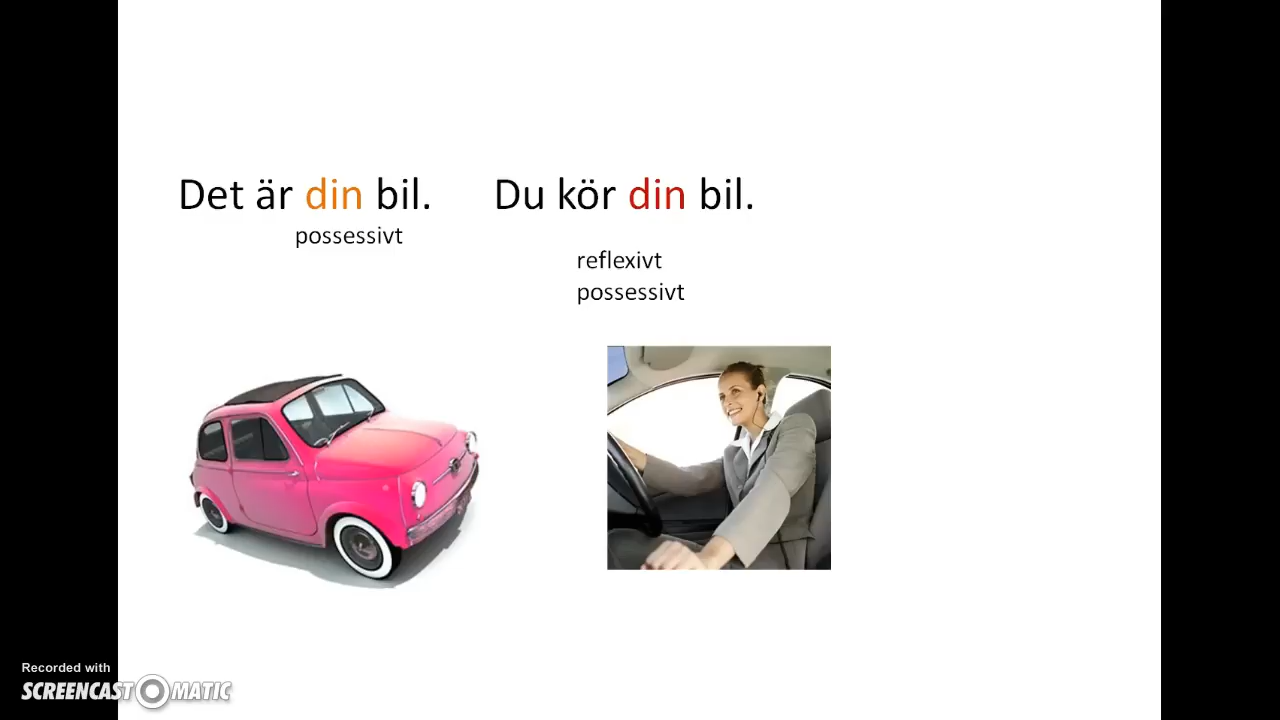 Det är din bil.
Du kör din bil.
possessivt
reflexivt
possessivt
Recorded with
SCREENCAST-O-MATIC